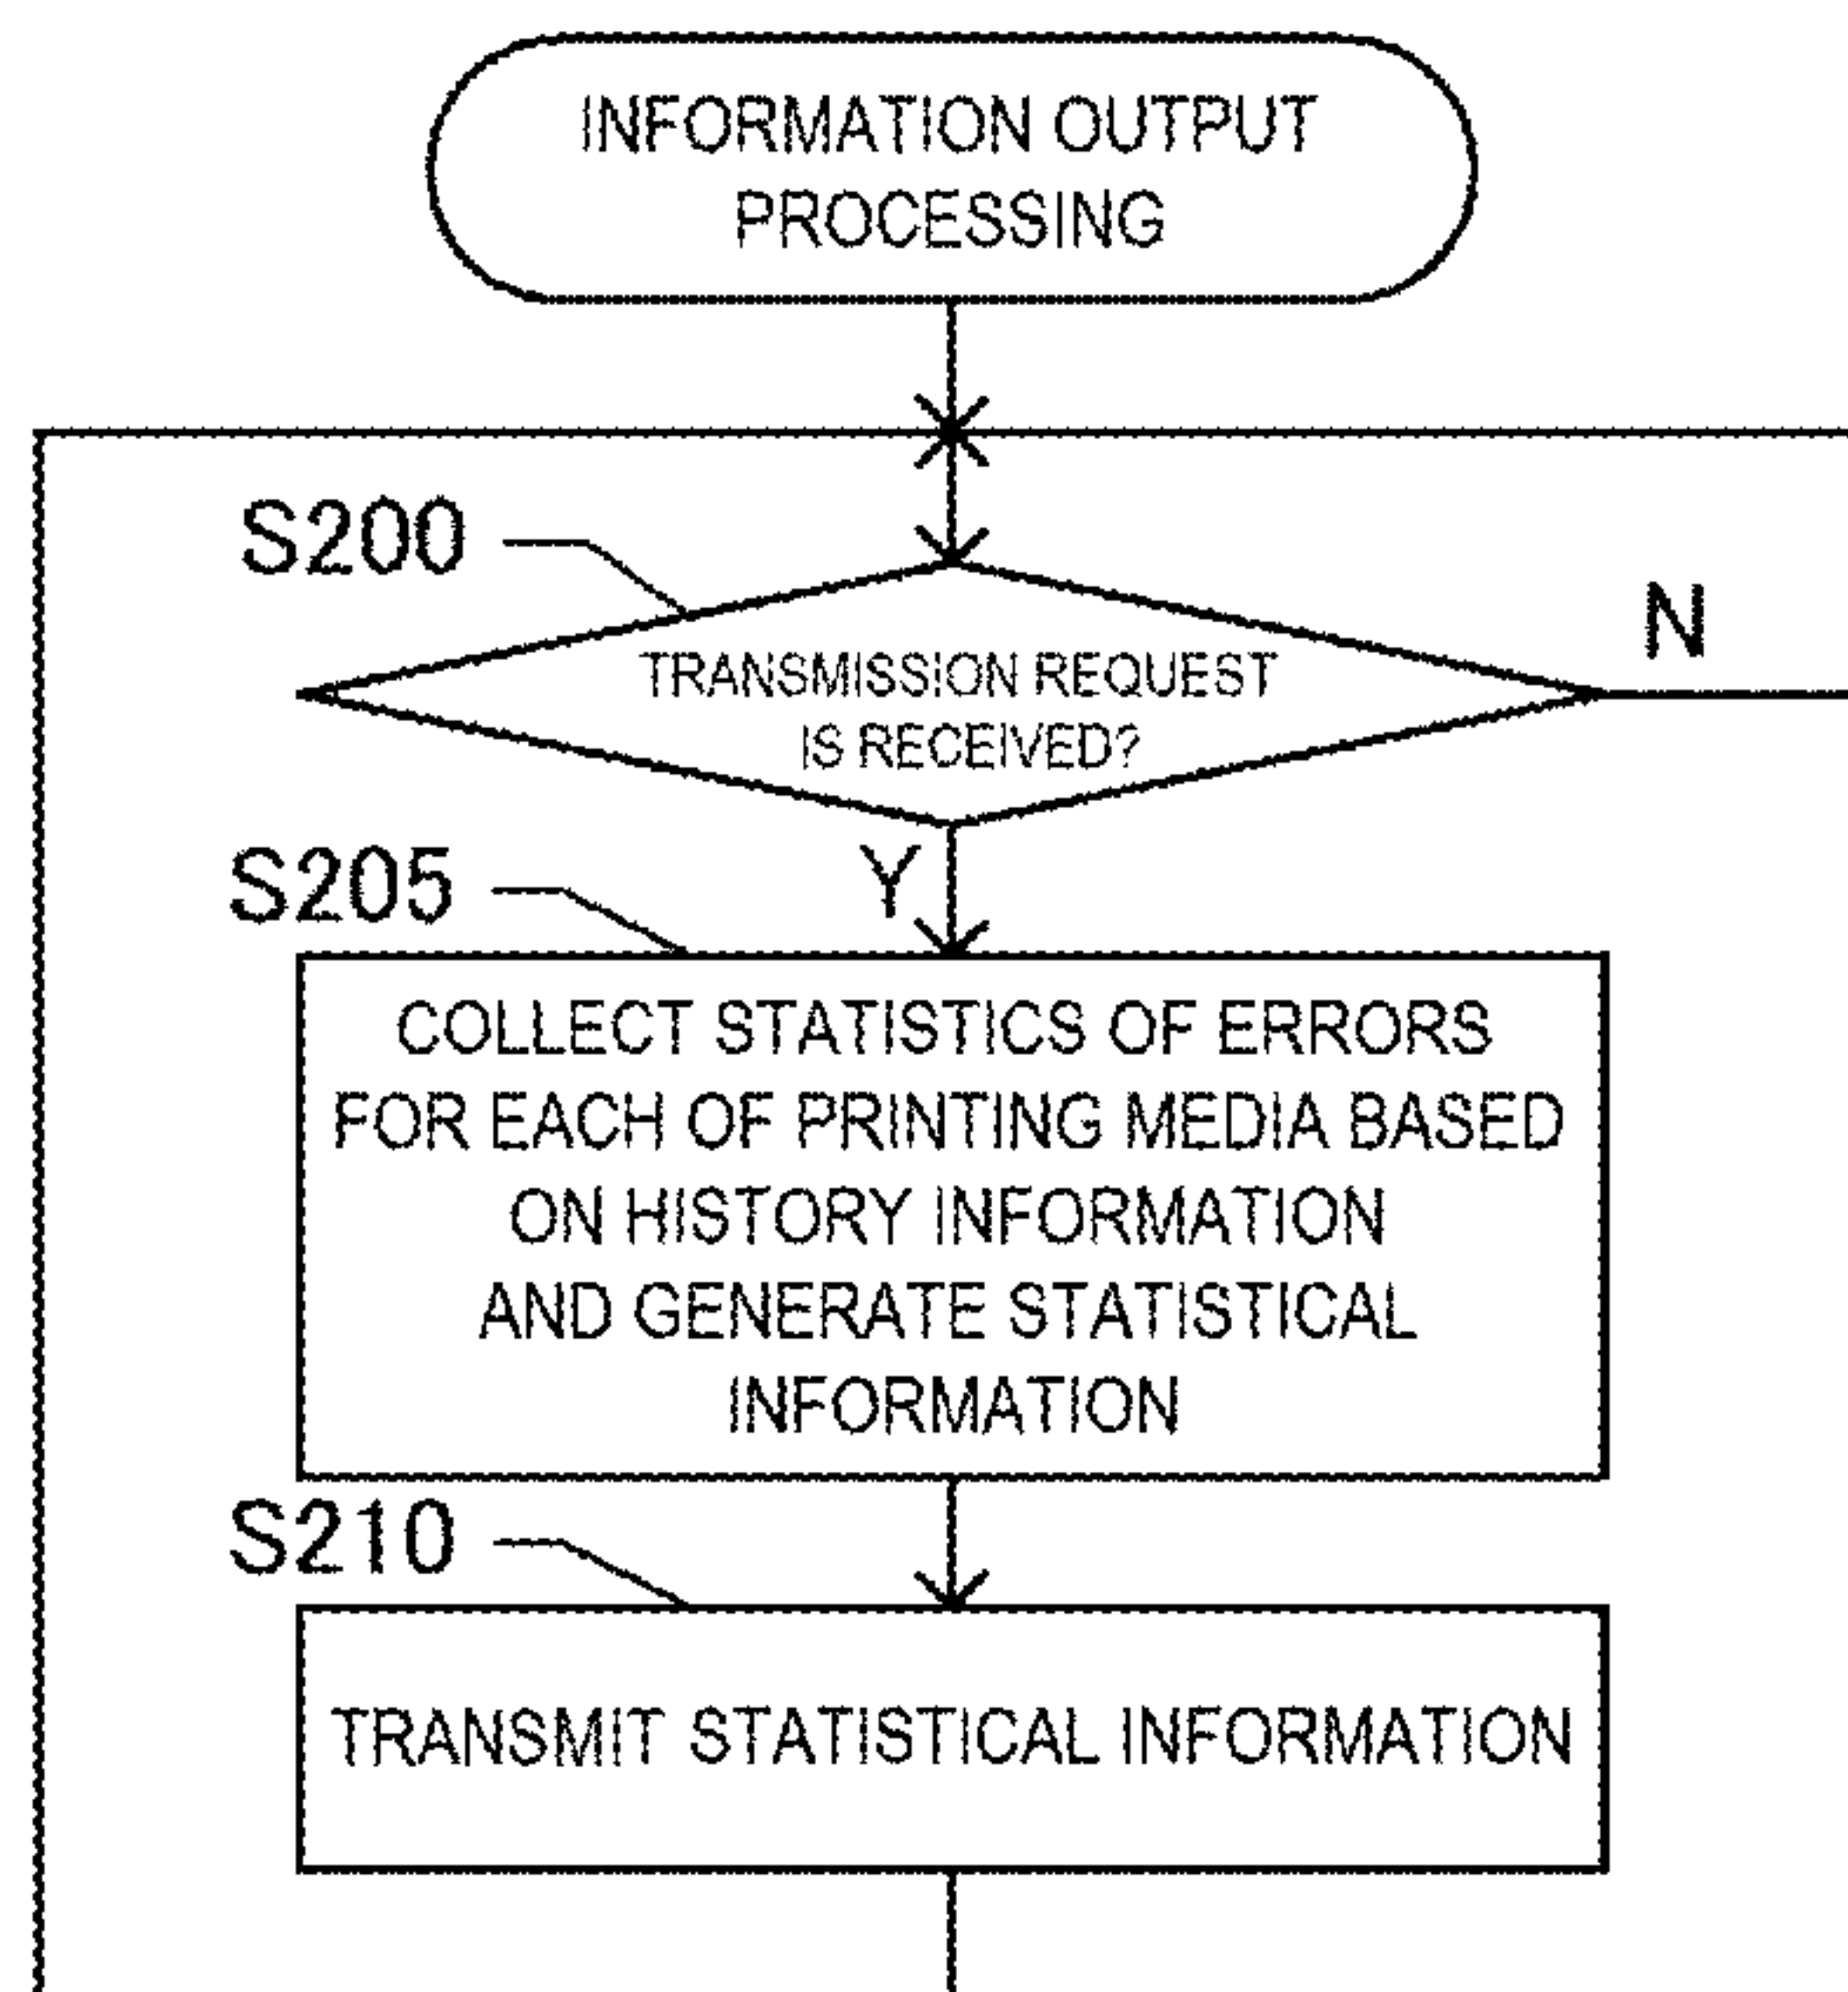 INFORMATION OUTPUT
PROCESSING
S200
N
TRANSMISSION REQUEST
IS RECEIVED?
S205
Y
COLLECT STATISTICS OF ERRORS
FOR EACH OF PRINTING MEDIA BASED
ON HISTORY INFORMATION
AND GENERATE STATISTICAL
INFORMATION
S210
TRANSMIT STATISTICAL INFORMATION